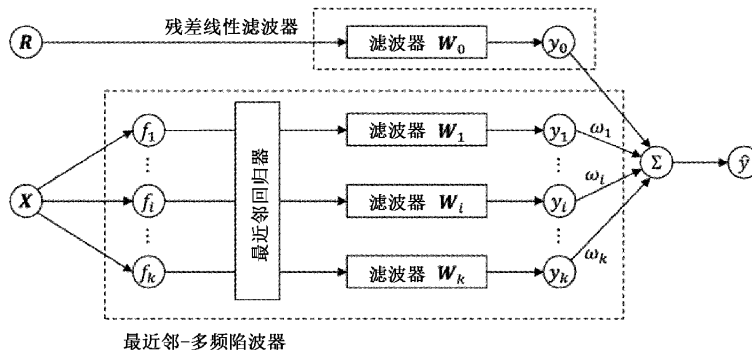 残差线性滤波器
R
滤波器 W₀
y₀
f₁
滤波器 W₁
y₁
ω₁
⋮
⋮
X
fᵢ
最近邻回归器
滤波器 Wᵢ
yᵢ
ωᵢ
Σ
ŷ
⋮
⋮
fₖ
滤波器 Wₖ
yₖ
ωₖ
最近邻-多频陷波器